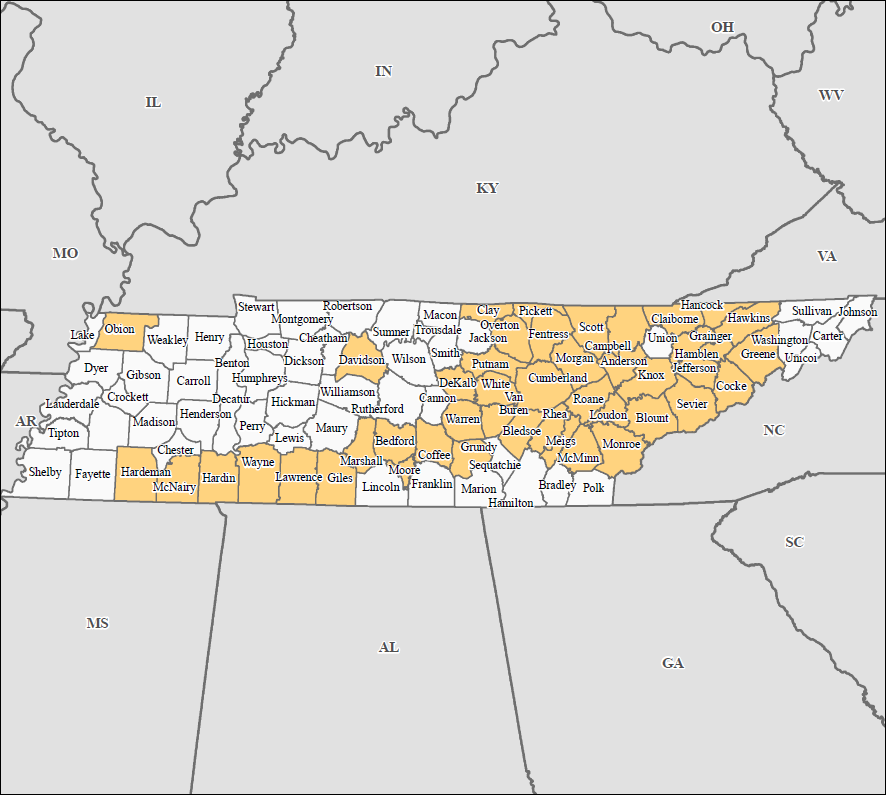 OH
IN
WV
IL
KY
VA
MO
Stewart
Robertson
Montgomery
Macon
Clay
Pickett
Hancock
Claiborne
Hawkins
Sullivan
Johnson
Lake
Obion
Weakley
Henry
Houston
Cheatham
Sumner
Trousdale
Overton
Jackson
Fentress
Scott
Campbell
Union
Grainger
Washington
Carter
Dyer
Gibson
Carroll
Benton
Humphreys
Dickson
Davidson
Wilson
Smith
Putnam
Morgan
Anderson
Hamblen
Jefferson
Greene
Unicoi
Lauderdale
Crockett
Decatur
Williamson
DeKalb
White
Cumberland
Knox
Cocke
AR
Tipton
Madison
Henderson
Perry
Hickman
Rutherford
Cannon
Van
Buren
Roane
Loudon
Blount
Sevier
NC
Chester
Lewis
Maury
Bedford
Warren
Bledsoe
Rhea
Meigs
Monroe
Shelby
Fayette
Hardeman
McNairy
Hardin
Wayne
Lawrence
Giles
Marshall
Moore
Coffee
Grundy
Sequatchie
McMinn
Lincoln
Franklin
Marion
Hamilton
Bradley
Polk
SC
MS
AL
GA